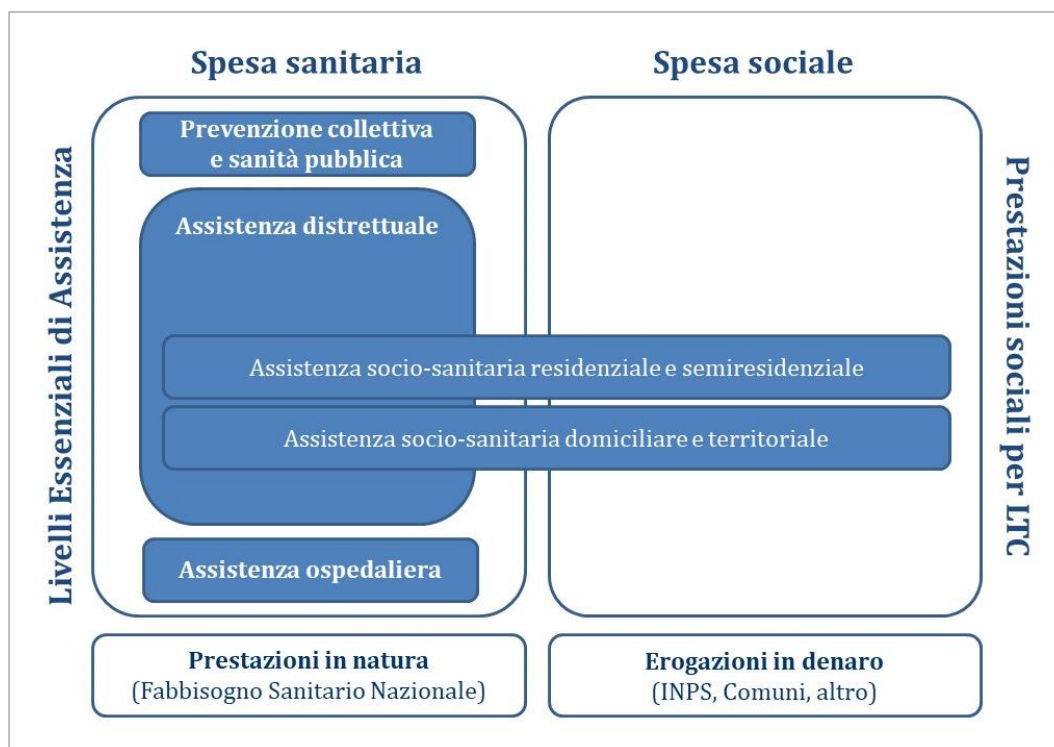 Spesa sanitaria
Spesa sociale
Livelli Essenziali di Assistenza
Prevenzione collettiva
e sanità pubblica
Assistenza distrettuale
Assistenza socio-sanitaria residenziale e semiresidenziale
Assistenza socio-sanitaria domiciliare e territoriale
Assistenza ospedaliera
Prestazioni sociali per LTC
Prestazioni in natura
(Fabbisogno Sanitario Nazionale)
Erogazioni in denaro
(INPS, Comuni, altro)